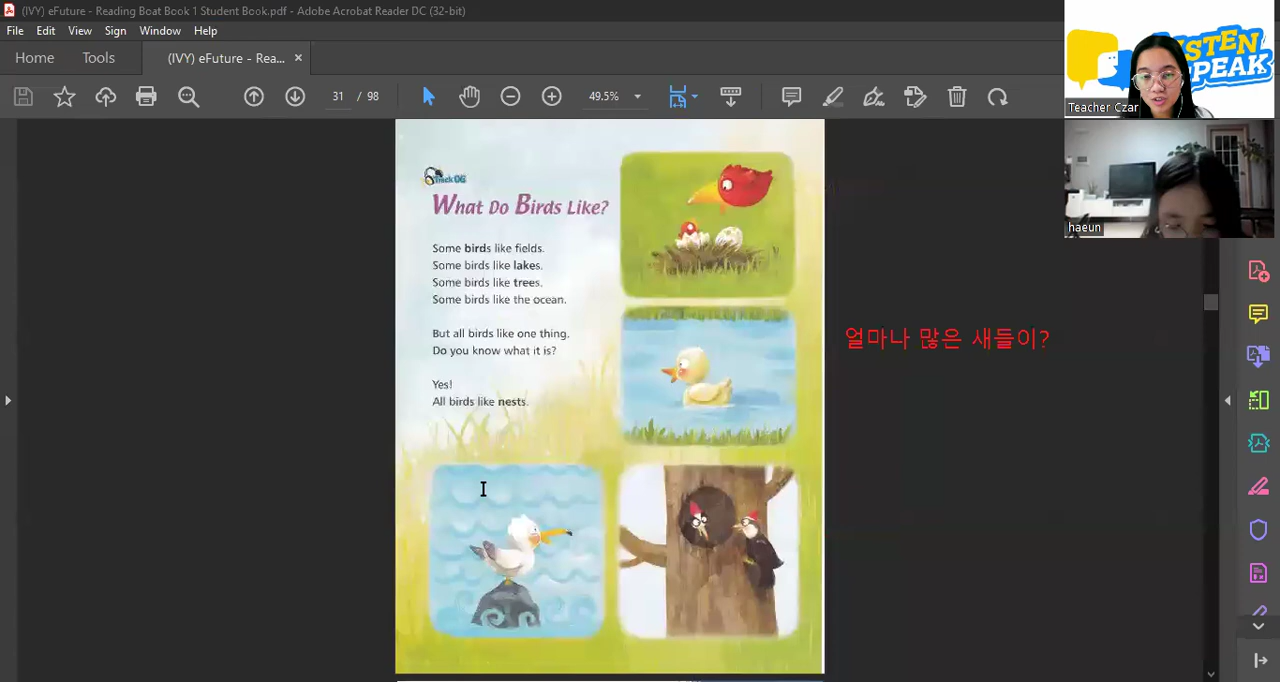 (IVY) eFuture - Reading Boat Book 1 Student Book.pdf - Adobe Acrobat Reader DC (32-bit)
File Edit View Sign Window Help
Home Tools (IVY) eFuture - Rea... ×
31 / 98 49.5%
LISTEN
SPEAK
Teacher Czar
haeun
Track 06
What Do Birds Like?
Some birds like fields.
Some birds like lakes.
Some birds like trees.
Some birds like the ocean.
But all birds like one thing.
Do you know what it is?
Yes!
All birds like nests.
얼마나 많은 새들이?